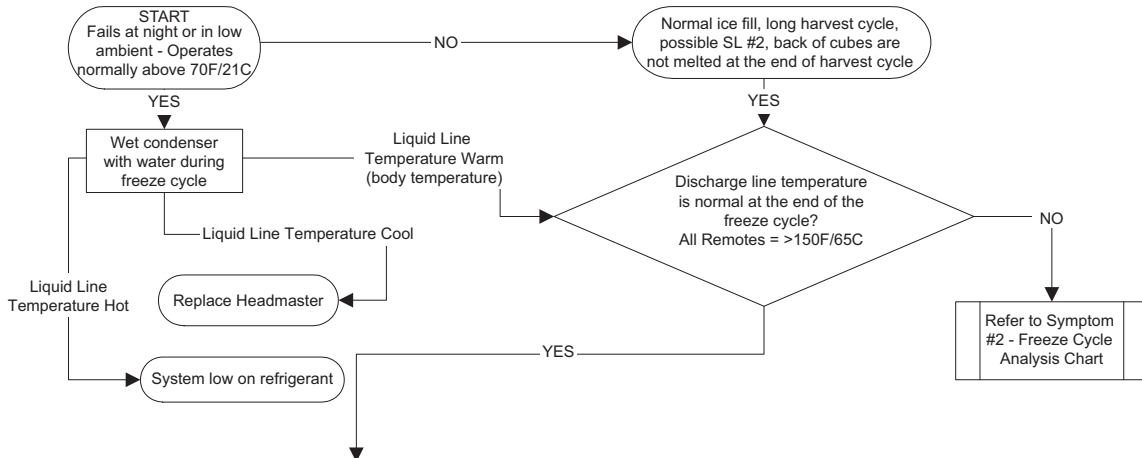 START
Fails at night or in low
ambient - Operates
normally above 70F/21C
NO
Normal ice fill, long harvest cycle,
possible SL #2, back of cubes are
not melted at the end of harvest cycle
YES
YES
Wet condenser
with water during
freeze cycle
Liquid Line
Temperature Warm
(body temperature)
Discharge line temperature
is normal at the end of the
freeze cycle?
All Remotes = >150F/65C
NO
Liquid Line Temperature Cool
Liquid Line
Temperature Hot
Replace Headmaster
Refer to Symptom
#2 - Freeze Cycle
Analysis Chart
YES
System low on refrigerant